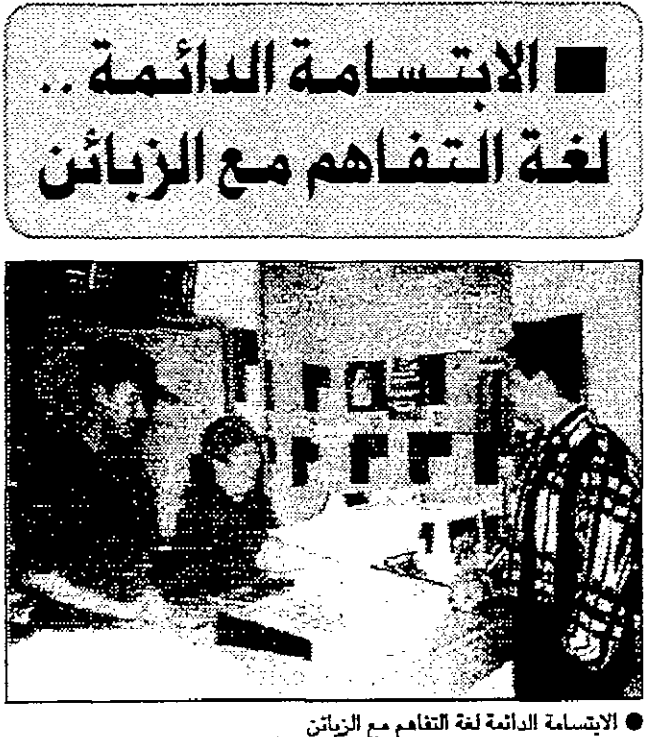 ■ الابتسامة الدائمة ..
لغة التفاهم مع الزبائن
● الابتسامة الدائمة لغة التفاهم مع الزبائن